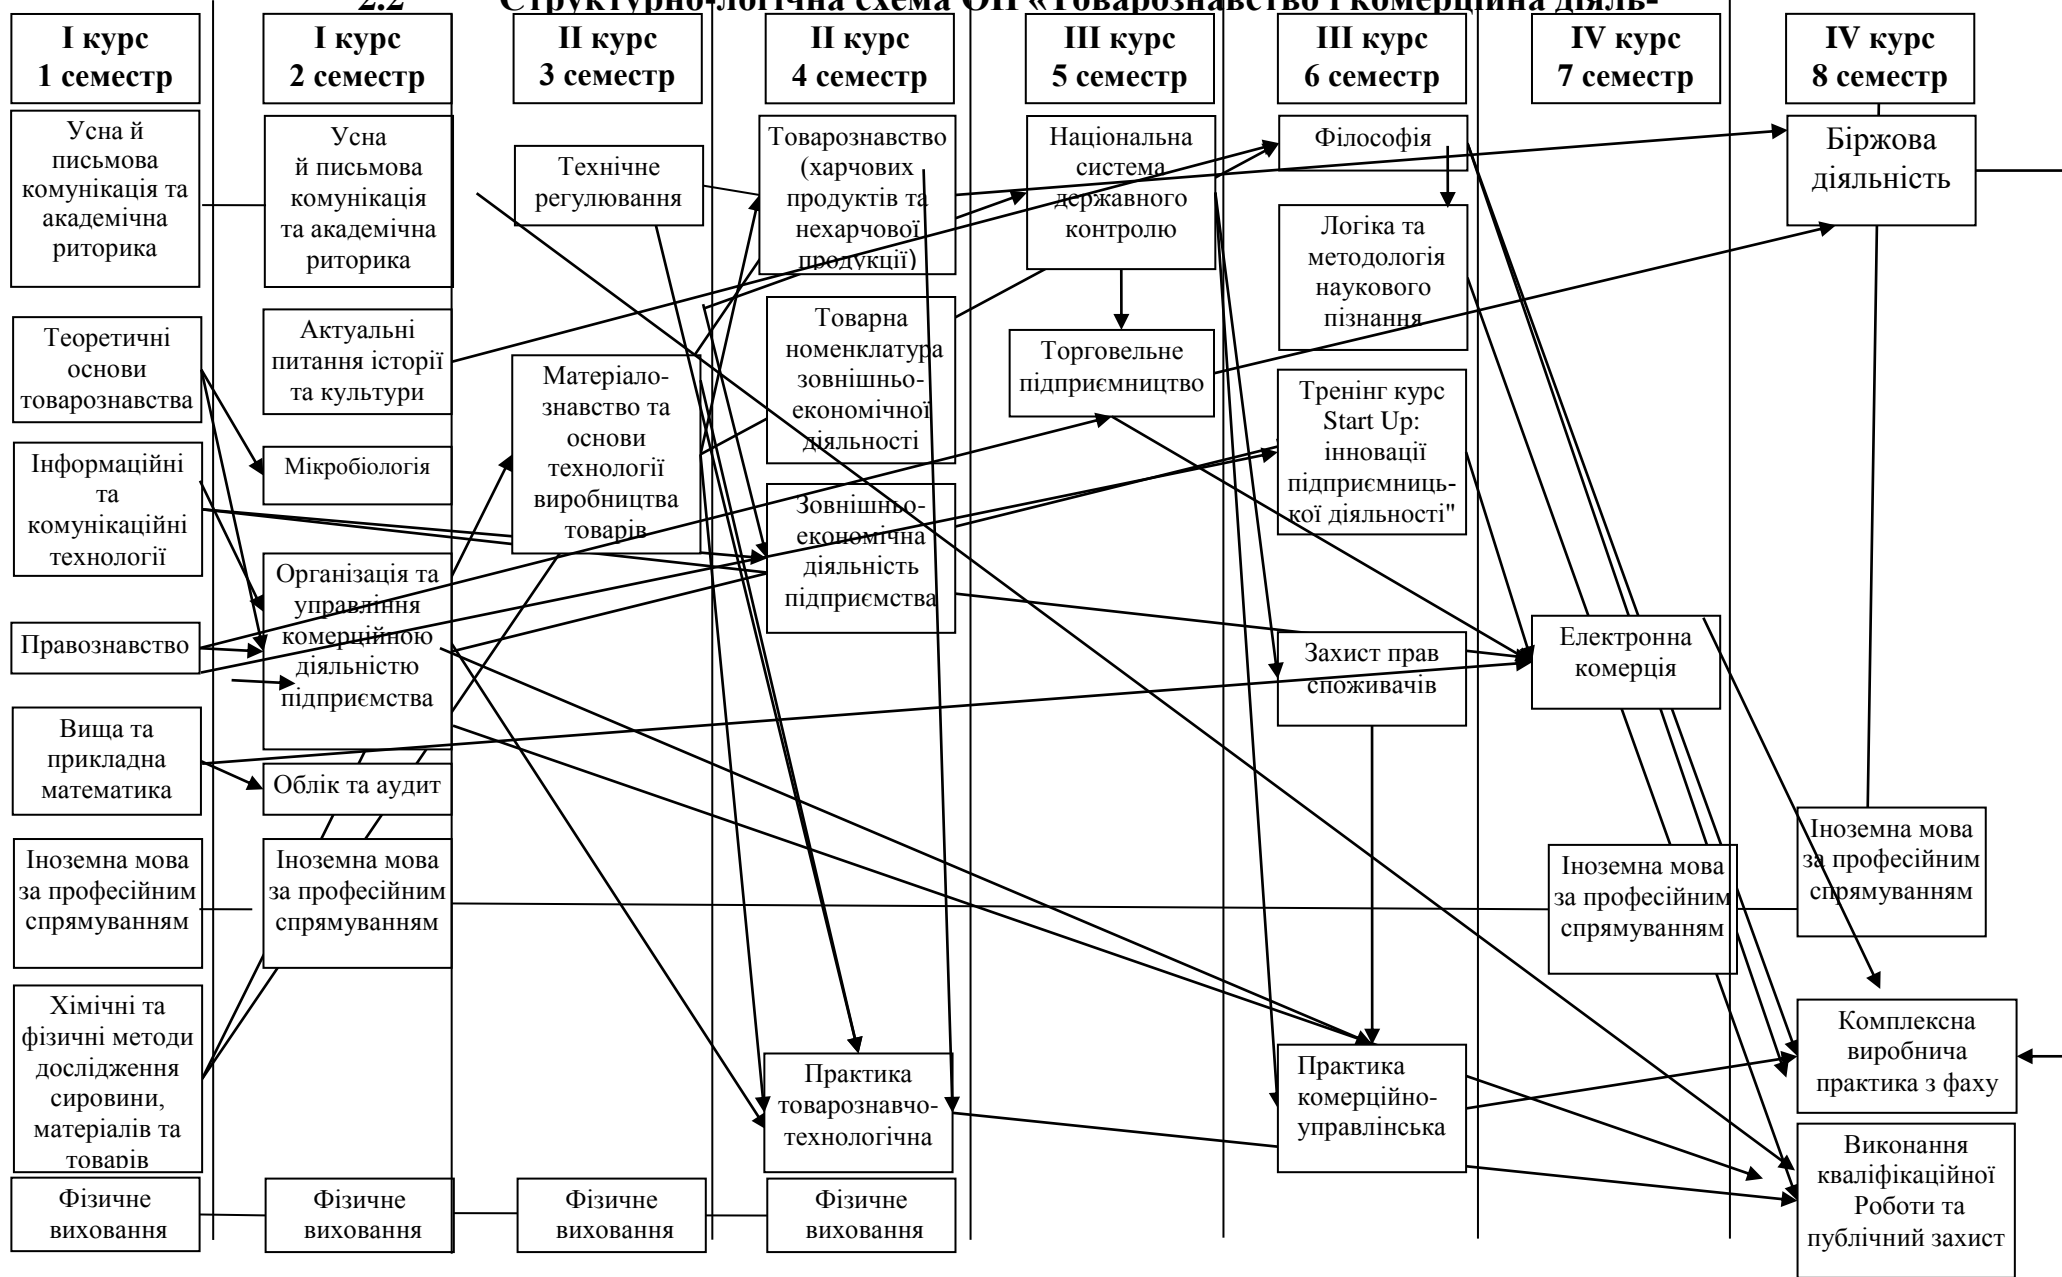 2.2 Структурно-логічна схема ОП «Товарознавство і комерційна діяль-
І курс
1 семестр
Усна й
письмова
комунікація та
академічна
риторика
Теоретичні
основи
товарознавства
Інформаційні
та
комунікаційні
технології
Правознавство
Вища та
прикладна
математика
Іноземна мова
за професійним
спрямуванням
Хімічні та
фізичні методи
дослідження
сировини,
матеріалів та
товарів
Фізичне
виховання
І курс
2 семестр
Усна
й письмова
комунікація
та академічна
риторика
Актуальні
питання історії
та культури
Мікробіологія
Організація та
управління
комерційною
діяльністю
підприємства
Облік та аудит
Іноземна мова
за професійним
спрямуванням
Фізичне
виховання
ІІ курс
3 семестр
Технічне
регулювання
Матеріало-
знавство та
основи
технології
виробництва
товарів
Фізичне
виховання
ІІ курс
4 семестр
Товарознавство
(харчових
продуктів та
нехарчової
продукції)
Товарна
номенклатура
зовнішньо-
економічної
діяльності
Зовнішньо-
економічна
діяльність
підприємства
Практика
товарознавчо-
технологічна
Фізичне
виховання
ІІІ курс
5 семестр
Національна
система
державного
контролю
Торговельне
підприємництво
ІІІ курс
6 семестр
Філософія
Логіка та
методологія
наукового
пізнання
Тренінг курс
Start Up:
інновації
підприємниць-
кої діяльності"
Захист прав
споживачів
Практика
комерційно-
управлінська
IV курс
7 семестр
Електронна
комерція
Іноземна мова
за професійним
спрямуванням
IV курс
8 семестр
Біржова
діяльність
Іноземна мова
за професійним
спрямуванням
Комплексна
виробнича
практика з фаху
Виконання
кваліфікаційної
Роботи та
публічний захист